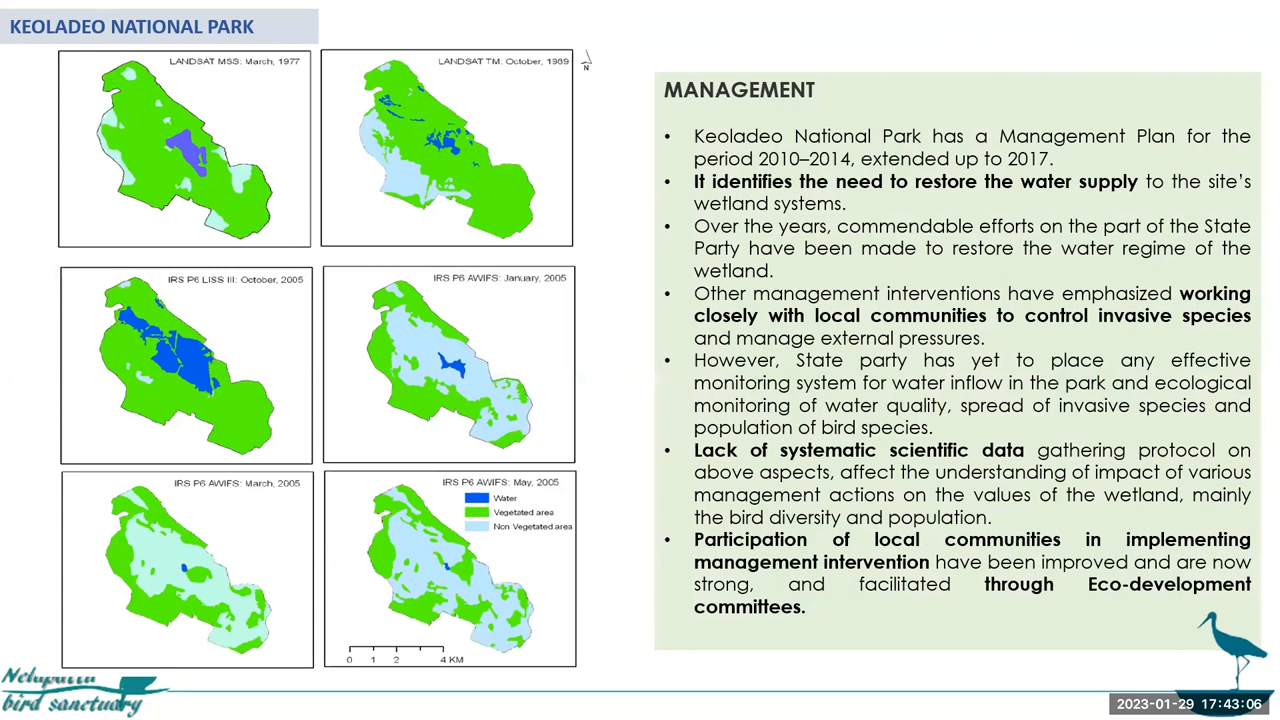 KEOLADEO NATIONAL PARK
LANDSAT MSS: March, 1977
LANDSAT TM: October, 1989
N
IRS P6 LISS III: October, 2005
IRS P6 AWIFS: January, 2005
IRS P6 AWIFS: March, 2005
IRS P6 AWIFS: May, 2005
Water
Vegetated area
Non Vegetated area
0 1 2 4 KM
MANAGEMENT
• Keoladeo National Park has a Management Plan for the
period 2010–2014, extended up to 2017.
• It identifies the need to restore the water supply to the site's
wetland systems.
• Over the years, commendable efforts on the part of the State
Party have been made to restore the water regime of the
wetland.
• Other management interventions have emphasized working
closely with local communities to control invasive species
and manage external pressures.
• However, State party has yet to place any effective
monitoring system for water inflow in the park and ecological
monitoring of water quality, spread of invasive species and
population of bird species.
• Lack of systematic scientific data gathering protocol on
above aspects, affect the understanding of impact of various
management actions on the values of the wetland, mainly
the bird diversity and population.
• Participation of local communities in implementing
management intervention have been improved and are now
strong, and facilitated through Eco-development
committees.
bird sanctuary
2023-01-29 17:43:06